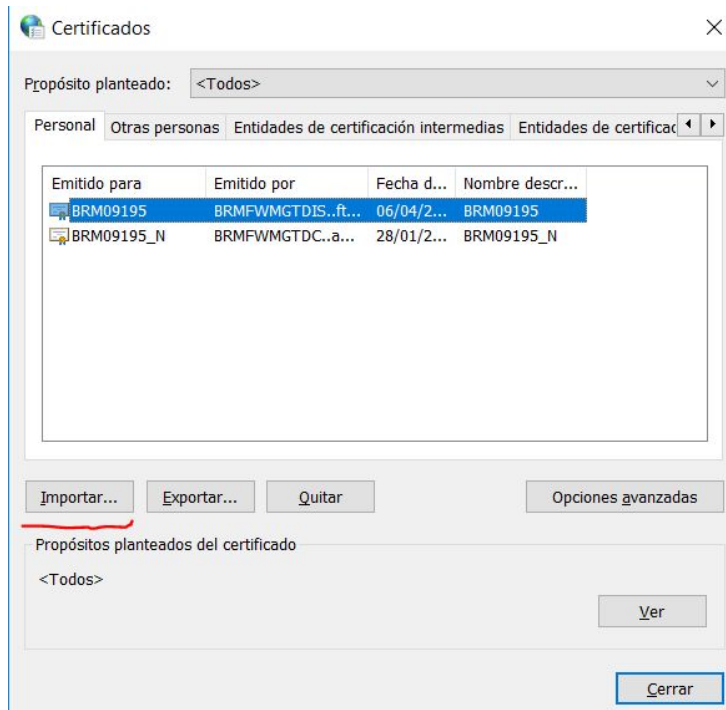 Certificados
Propósito planteado: <Todos>
Personal Otras personas Entidades de certificación intermedias Entidades de certificac
Emitido para Emitido por Fecha d... Nombre descr...
BRM09195 BRMFWMGTDIS..ft... 06/04/2... BRM09195
BRM09195_N BRMFWMGTDC..a... 28/01/2... BRM09195_N
Importar... Exportar... Quitar Opciones avanzadas
Propósitos planteados del certificado
<Todos>
Ver
Cerrar